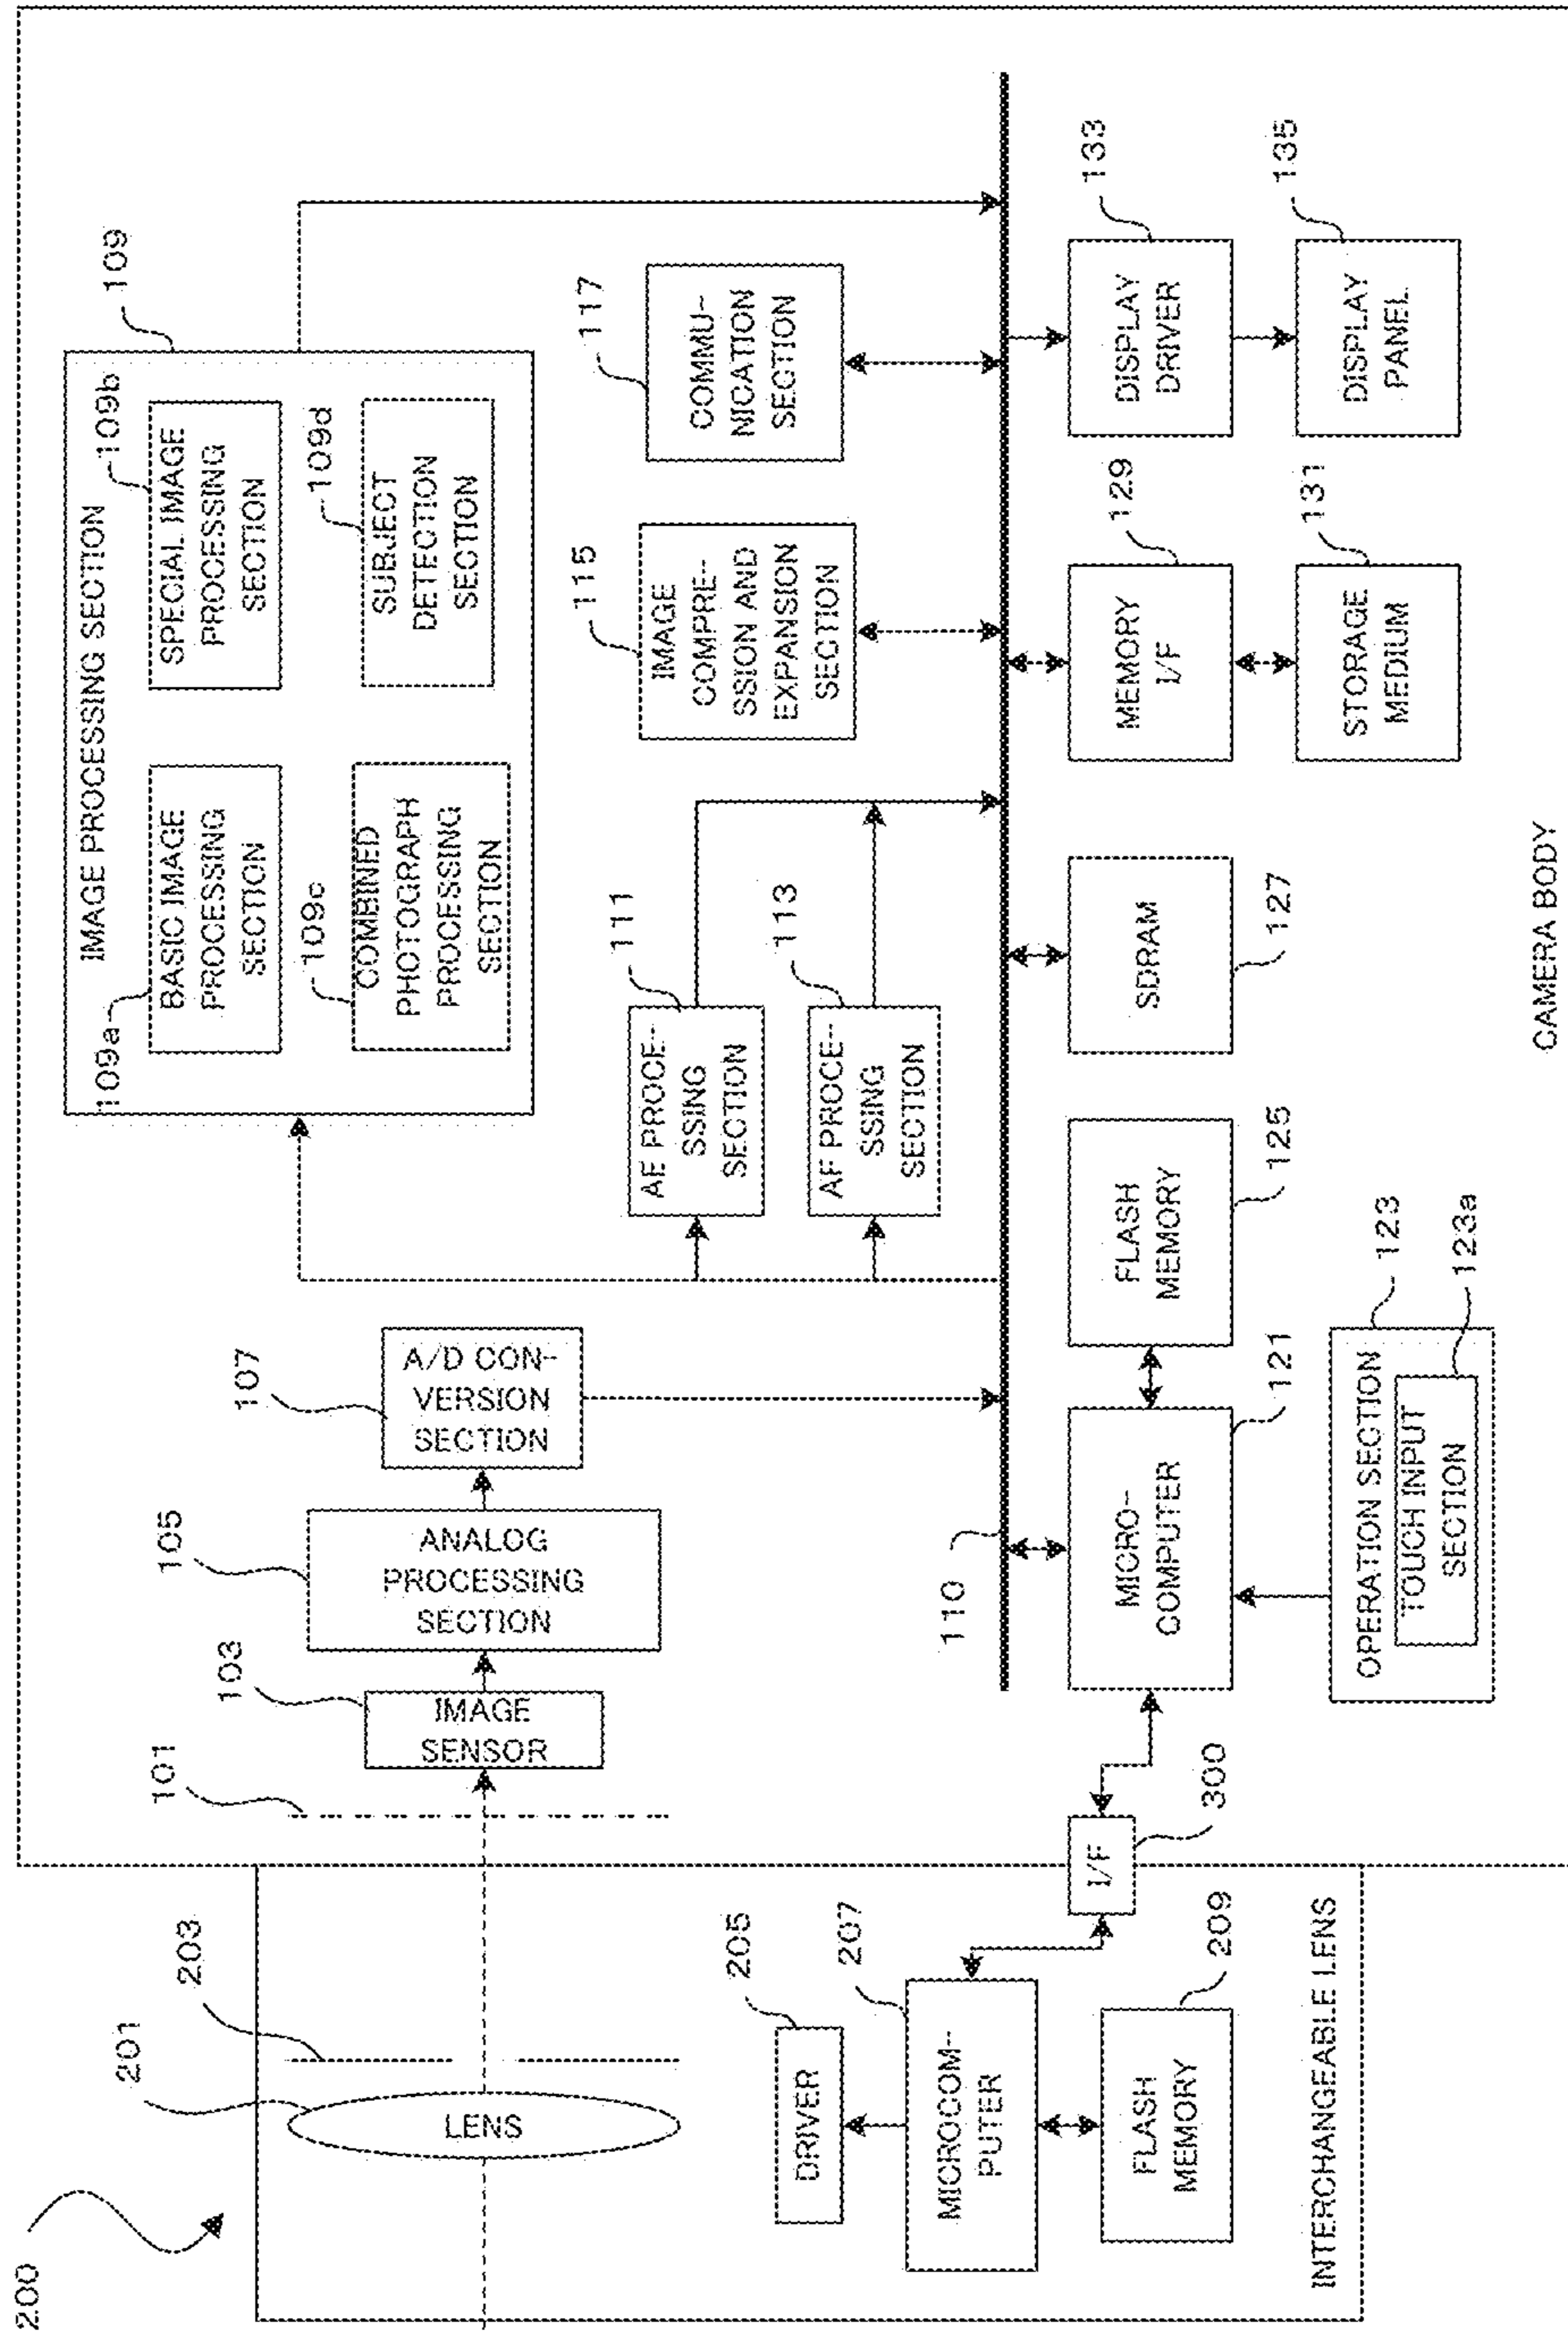 200
201
203
LENS
205
DRIVER
207
MICROCOM-
PUTER
209
FLASH
MEMORY
INTERCHANGEABLE LENS
300
I/F
101
103
IMAGE
SENSOR
105
ANALOG
PROCESSING
SECTION
107
A/D CON-
VERSION
SECTION
109
IMAGE PROCESSING SECTION
109a
BASIC IMAGE
PROCESSING
SECTION
109b
SPECIAL IMAGE
PROCESSING
SECTION
109c
COMBINED
PHOTOGRAPH
PROCESSING
SECTION
109d
SUBJECT
DETECTION
SECTION
111
AE PROCE-
SSING
SECTION
113
AF PROCE-
SSING
SECTION
115
IMAGE
COMPRE-
SSION AND
EXPANSION
SECTION
117
COMMU-
NICATION
SECTION
110
MICRO-
COMPUTER
121
OPERATION SECTION
123
TOUCH INPUT
SECTION
123a
FLASH
MEMORY
125
SDRAM
127
MEMORY
I/F
129
STORAGE
MEDIUM
131
DISPLAY
DRIVER
133
DISPLAY
PANEL
135
CAMERA BODY